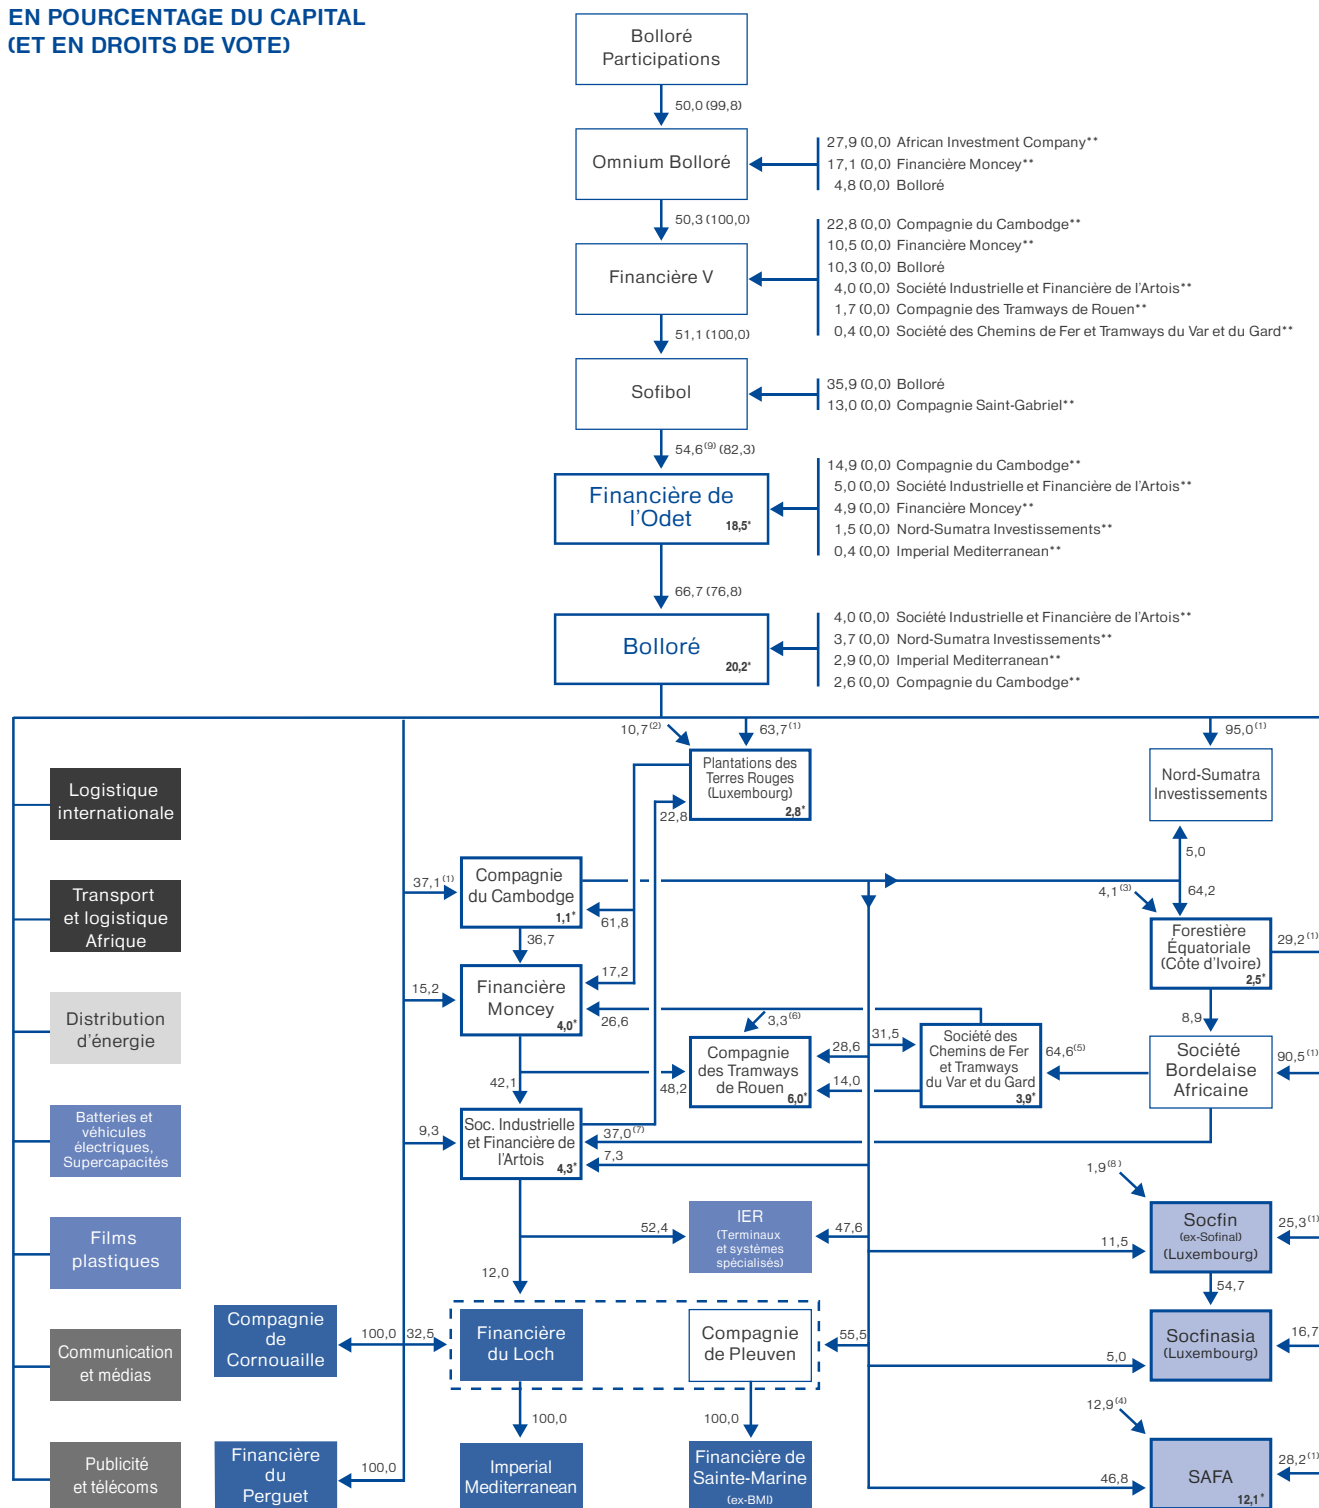 EN POURCENTAGE DU CAPITAL
(ET EN DROITS DE VOTE)
Bolloré
Participations
50,0 (99,8)
Omnium Bolloré
27,9 (0,0) African Investment Company**
17,1 (0,0) Financière Moncey**
4,8 (0,0) Bolloré
50,3 (100,0)
Financière V
22,8 (0,0) Compagnie du Cambodge**
10,5 (0,0) Financière Moncey**
10,3 (0,0) Bolloré
4,0 (0,0) Société Industrielle et Financière de l'Artois**
1,7 (0,0) Compagnie des Tramways de Rouen**
0,4 (0,0) Société des Chemins de Fer et Tramways du Var et du Gard**
51,1 (100,0)
Sofibol
35,9 (0,0) Bolloré
13,0 (0,0) Compagnie Saint-Gabriel**
54,6(9) (82,3)
Financière de
l'Odet
18,5*
14,9 (0,0) Compagnie du Cambodge**
5,0 (0,0) Société Industrielle et Financière de l'Artois**
4,9 (0,0) Financière Moncey**
1,5 (0,0) Nord-Sumatra Investissements**
0,4 (0,0) Imperial Mediterranean**
66,7 (76,8)
Bolloré
20,2*
4,0 (0,0) Société Industrielle et Financière de l'Artois**
3,7 (0,0) Nord-Sumatra Investissements**
2,9 (0,0) Imperial Mediterranean**
2,6 (0,0) Compagnie du Cambodge**
10,7(2)
63,7(1)
95,0(1)
Logistique
internationale
Plantations des
Terres Rouges
(Luxembourg)
2,8*
Nord-Sumatra
Investissements
22,8
5,0
Transport
et logistique
Afrique
37,1(1)
Compagnie
du Cambodge
1,1*
61,8
4,1(3)
64,2
36,7
Forestière
Équatoriale
(Côte d'Ivoire)
2,5*
29,2(1)
Distribution
d'énergie
15,2
Financière
Moncey
4,0*
17,2
26,6
3,3(6)
8,9
Compagnie
des Tramways
de Rouen
6,0*
28,6
14,0
31,5
Société des
Chemins de Fer
et Tramways
du Var et du Gard
3,9*
64,6(5)
Société
Bordelaise
Africaine
90,5(1)
42,1
48,2
Batteries et
véhicules
électriques,
Supercapacités
9,3
Soc. Industrielle
et Financière de
l'Artois
4,3*
37,0(7)
7,3
1,9(8)
Films
plastiques
52,4
IER
(Terminaux
et systèmes
spécialisés)
47,6
11,5
Socfin
(ex-Sofinal)
(Luxembourg)
25,3(1)
12,0
54,7
Compagnie
de
Cornouaille
100,0
32,5
Financière
du Loch
Compagnie
de Pleuven
55,5
5,0
Socfinasia
(Luxembourg)
16,7
Communication
et médias
100,0
100,0
12,9(4)
Publicité
et télécoms
Financière
du
Perguet
100,0
Imperial
Mediterranean
Financière de
Sainte-Marine
(ex-BMI)
46,8
SAFA
12,1*
28,2(1)